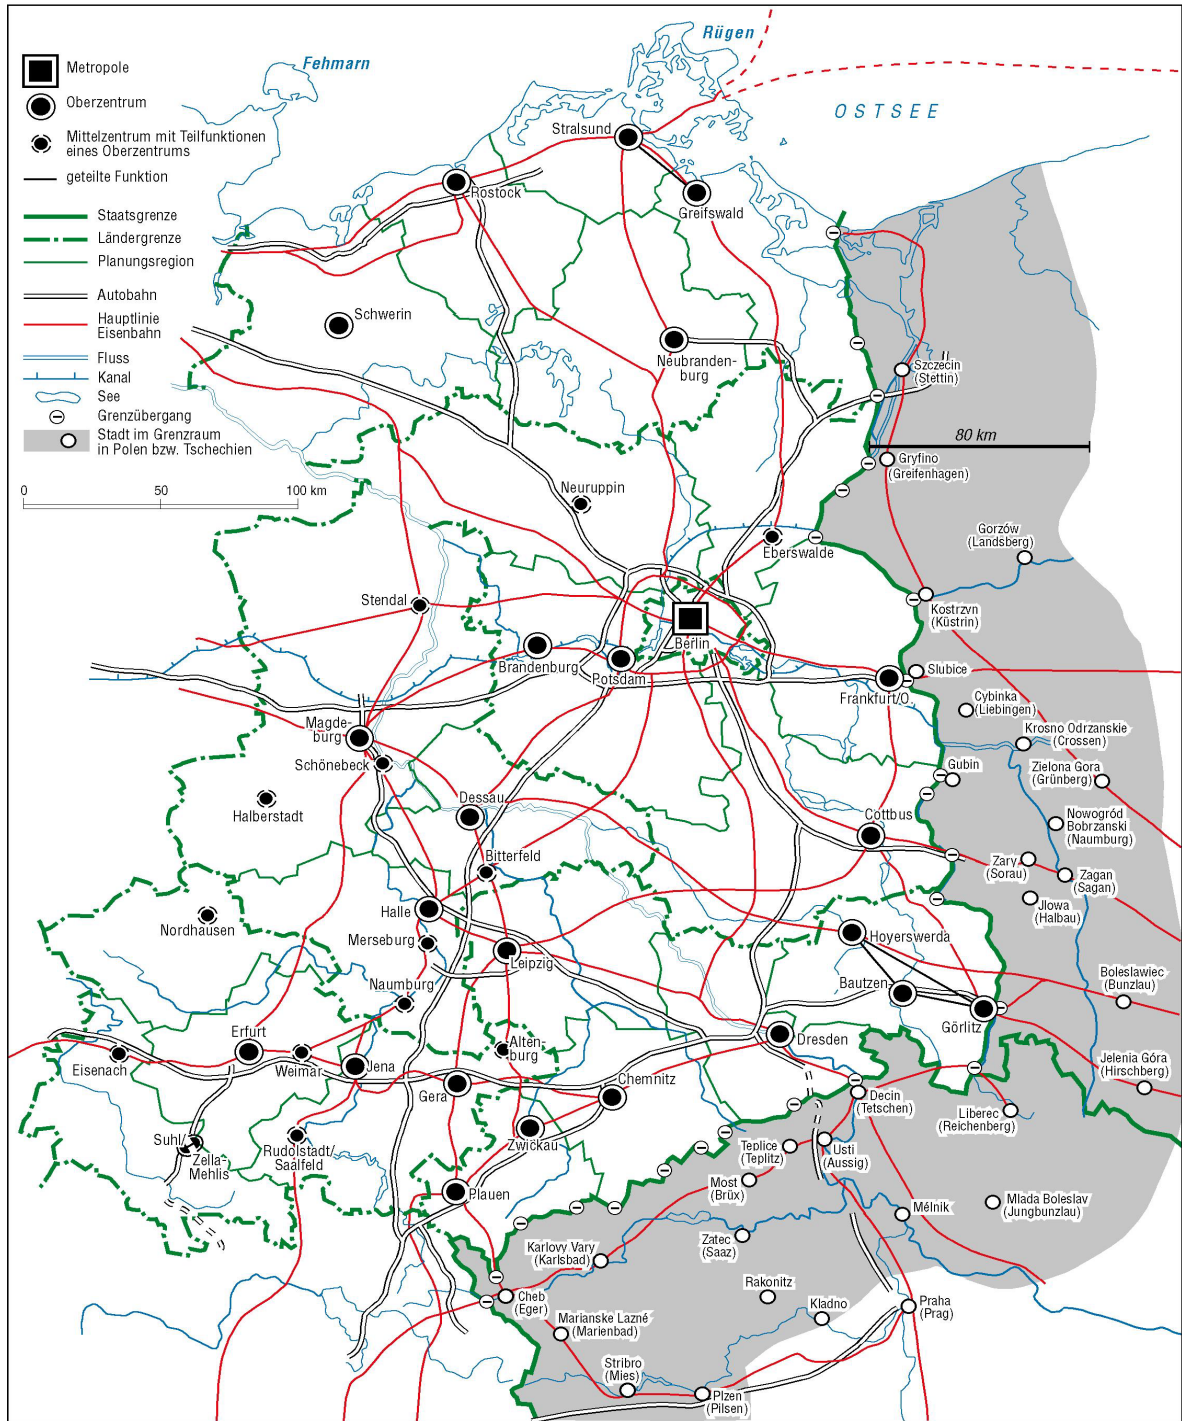 Rügen
Fehmarn
OSTSEE
Metropole
Oberzentrum
Mittelzentrum mit Teilfunktionen
eines Oberzentrums
geteilte Funktion
Staatsgrenze
Ländergrenze
Planungsregion
Autobahn
Hauptlinie
Eisenbahn
Fluss
Kanal
See
Grenzübergang
Stadt im Grenzraum
in Polen bzw. Tschechien
0 50 100 km
80 km
Stralsund
Rostock
Greifswald
Schwerin
Neubranden-
burg
Szczecin
(Stettin)
Gryfino
(Greifenhagen)
Neuruppin
Eberswalde
Gorzów
(Landsberg)
Stendal
Kostrzvn
(Küstrin)
Berlin
Brandenburg
Potsdam
Slubice
Frankfurt/O.
Cybinka
(Liebingen)
Magde-
burg
Krosno Odrzanskie
(Crossen)
Schönebeck
Gubin
Zielona Gora
(Grünberg)
Halberstadt
Dessau
Cottbus
Nowogród
Bobrzanski
(Naumburg)
Bitterfeld
Zary
(Sorau)
Zagan
(Sagan)
Jlowa
(Halbau)
Halle
Nordhausen
Merseburg
Hoyerswerda
Leipzig
Boleslawiec
(Bunzlau)
Naumburg
Bautzen
Görlitz
Erfurt
Alten-
burg
Dresden
Eisenach
Weimar
Jena
Jelenia Góra
(Hirschberg)
Gera
Chemnitz
Decín
(Tetschen)
Liberec
(Reichenberg)
Suhl/
Zella-
Mehlis
Rudolstadt/
Saalfeld
Zwickau
Teplice
(Teplitz)
Usti
(Aussig)
Plauen
Most
(Brüx)
Mélnik
Mlada Boleslav
(Jungbunzlau)
Zatec
(Saaz)
Karlovy Vary
(Karlsbad)
Rakonitz
Cheb
(Eger)
Kladno
Praha
(Prag)
Marianske Lazné
(Marienbad)
Stribro
(Mies)
Plzen
(Pilsen)